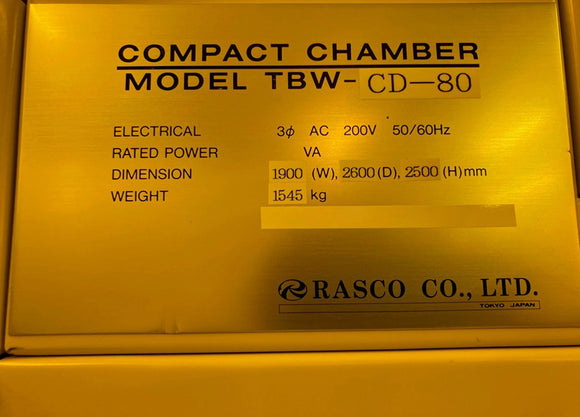 COMPACT CHAMBER
MODEL TBW-CD-80
ELECTRICAL 3φ AC 200V 50/60Hz
RATED POWER VA
DIMENSION 1900 (W), 2600 (D), 2500 (H) mm
WEIGHT 1545 kg
RASCO CO., LTD.
TOKYO JAPAN